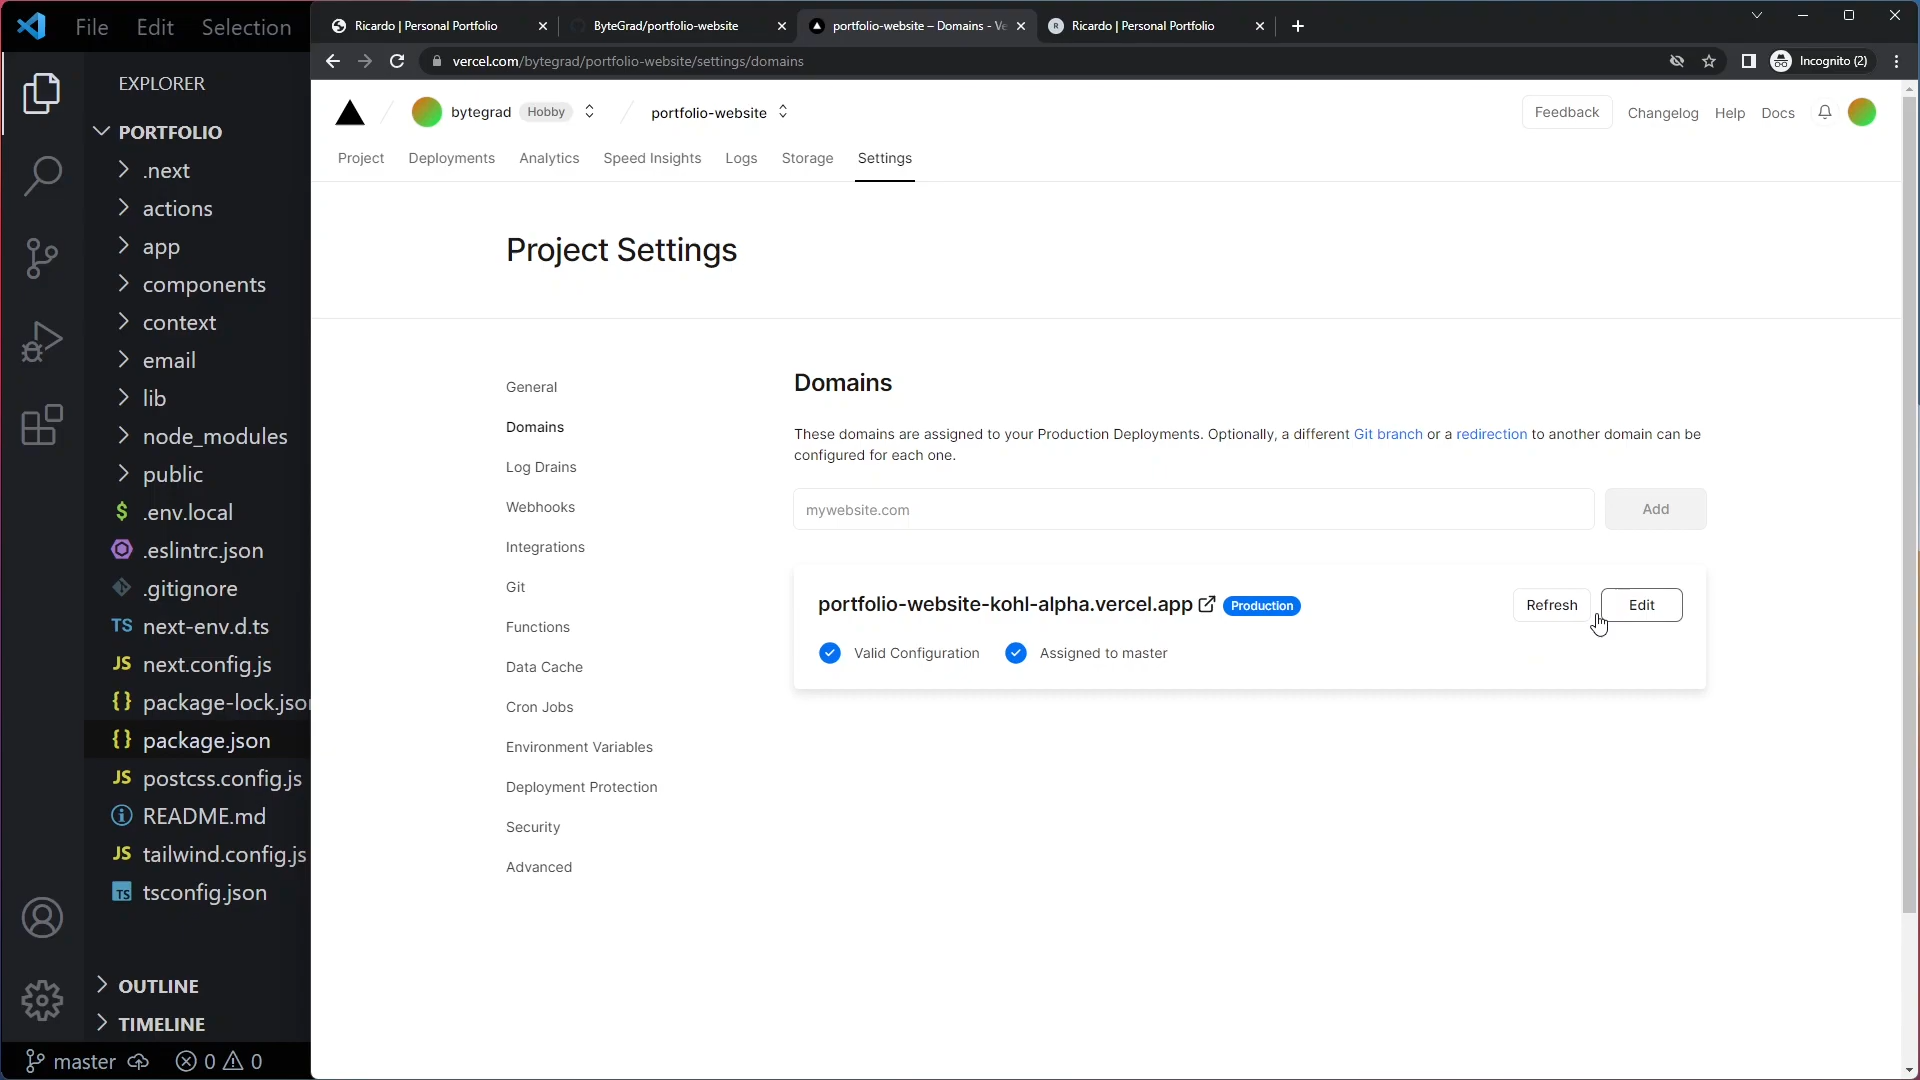 File Edit Selection
Ricardo | Personal Portfolio
ByteGrad/portfolio-website
portfolio-website – Domains - Ve
Ricardo | Personal Portfolio
vercel.com/bytegrad/portfolio-website/settings/domains
Incognito (2)
EXPLORER
PORTFOLIO
.next
actions
app
components
context
email
lib
node_modules
public
$ .env.local
.eslintrc.json
.gitignore
TS next-env.d.ts
JS next.config.js
{} package-lock.json
{} package.json
JS postcss.config.js
README.md
JS tailwind.config.js
TS tsconfig.json
OUTLINE
TIMELINE
master 0 0
bytegrad Hobby
portfolio-website
Feedback Changelog Help Docs
Project Deployments Analytics Speed Insights Logs Storage Settings
Project Settings
General
Domains
Log Drains
Webhooks
Integrations
Git
Functions
Data Cache
Cron Jobs
Environment Variables
Deployment Protection
Security
Advanced
Domains
These domains are assigned to your Production Deployments. Optionally, a different Git branch or a redirection to another domain can be
configured for each one.
mywebsite.com
Add
portfolio-website-kohl-alpha.vercel.app Production
Refresh Edit
Valid Configuration Assigned to master